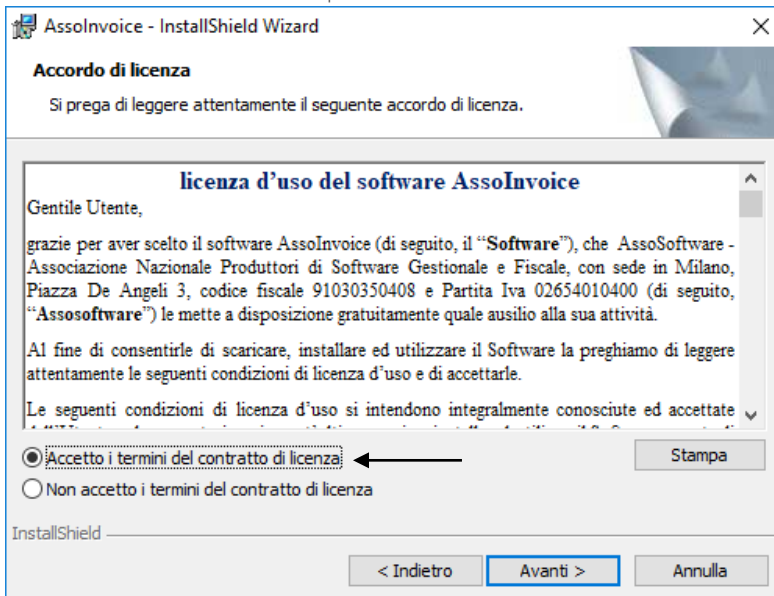 AssoInvoice - InstallShield Wizard
Accordo di licenza
Si prega di leggere attentamente il seguente accordo di licenza.
licenza d’uso del software AssoInvoice
Gentile Utente,
grazie per aver scelto il software AssoInvoice (di seguito, il “Software”), che AssoSoftware -
Associazione Nazionale Produttori di Software Gestionale e Fiscale, con sede in Milano,
Piazza De Angeli 3, codice fiscale 91030350408 e Partita Iva 02654010400 (di seguito,
“Assosoftware”) le mette a disposizione gratuitamente quale ausilio alla sua attività.
Al fine di consentirle di scaricare, installare ed utilizzare il Software la preghiamo di leggere
attentamente le seguenti condizioni di licenza d’uso e di accettarle.
Le seguenti condizioni di licenza d’uso si intendono integralmente conosciute ed accettate
Accetto i termini del contratto di licenza
Stampa
Non accetto i termini del contratto di licenza
InstallShield
< Indietro
Avanti >
Annulla